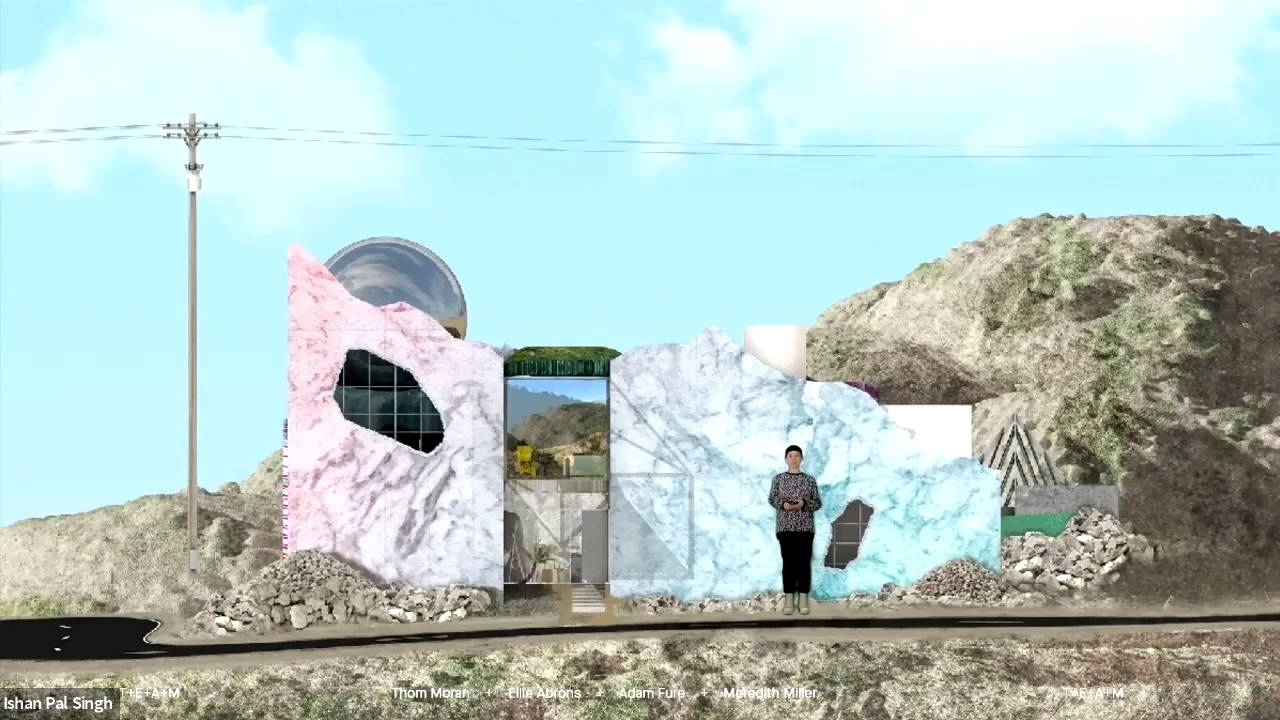 T+E+A+M Thom Moran + Ellie Abrons + Adam Fure + Meredith Miller T+E+A+M
Ishan Pal Singh